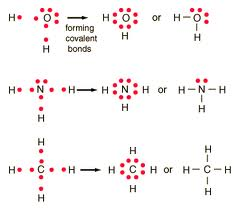 H O H O or H O
H forming covalent bonds H H
H N H H N H or H N H
H H H
H
H C H H C H or H C H
H H H